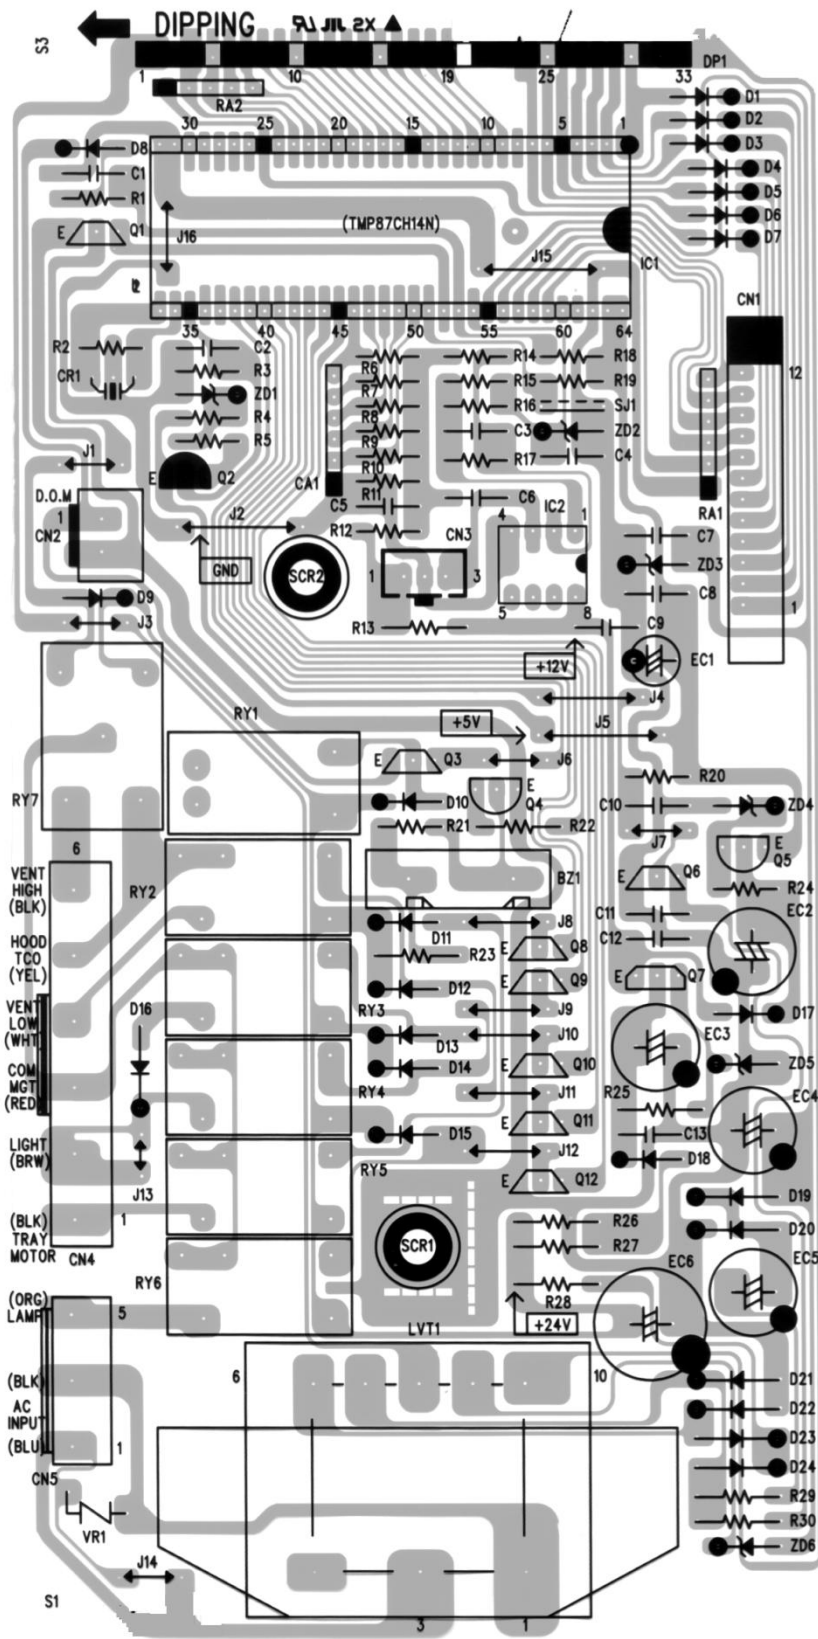 S3
DIPPING
SX
1 10 19 25 33 DP1
RA2
D1
D2
D3
30 25 20 15 10 5 1
D8
C1
R1
E Q1
D4
D5
D6
D7
J16
(TMP87CH14N)
J15
IC1
CN1
35 40 45 50 55 60 64
R2
C2
R3
CR1
ZD1
R4
R5
R6
R7
R8
R9
R10
R11
R14
R15
R16
C3
R17
R18
R19
SJ1
ZD2
C4
12
J1
E Q2
CA1
C5
R12
C6
IC2
4 1
RA1
C7
D.O.M
1
CN2
J2
GND
SCR2
CN3
1 3
5 8
ZD3
C8
1
D9
J3
R13
C9
+12V
EC1
J4
RY1
+5V
J5
E Q3
J6
R20
RY7
D10
E
Q4
C10
ZD4
R21
R22
J7
6
E
Q5
VENT
HIGH
(BLK)
RY2
BZ1
E Q6
R24
C11
EC2
HOOD
TCO
(YEL)
D11
J8
C12
E Q8
R23
D12
E Q9
E Q7
VENT
LOW
(WHT)
D16
RY3
J9
D17
D13
J10
EC3
COM
MGT
(RED)
RY4
D14
E Q10
ZD5
J11
R25
EC4
LIGHT
(BRW)
D15
E Q11
C13
RY5
J12
D18
J13
E Q12
D19
(BLK)
TRAY
MOTOR
1
CN4
SCR1
R26
R27
D20
RY6
EC6
EC5
(ORG)
LAMP
5
R28
LVT1
+24V
6 10
(BLK)
D21
AC
INPUT
D22
(BLU)
1
D23
D24
CN5
R29
VR1
R30
ZD6
J14
S1
3 1